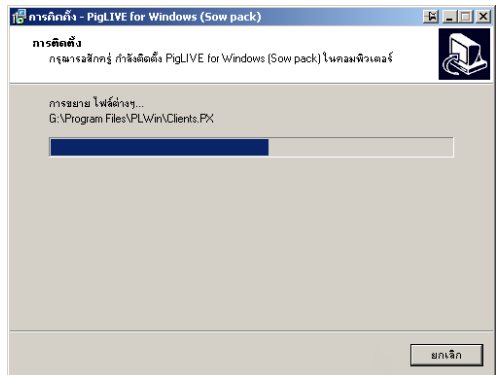 การติดตั้ง - PigLIVE for Windows (Sow pack)
การติดตั้ง
กรุณารอสักครู่ กำลังติดตั้ง PigLIVE for Windows (Sow pack) ในคอมพิวเตอร์
การขยาย ไฟล์ต่างๆ...
G:\Program Files\PLWin\Clients.PX
ยกเลิก